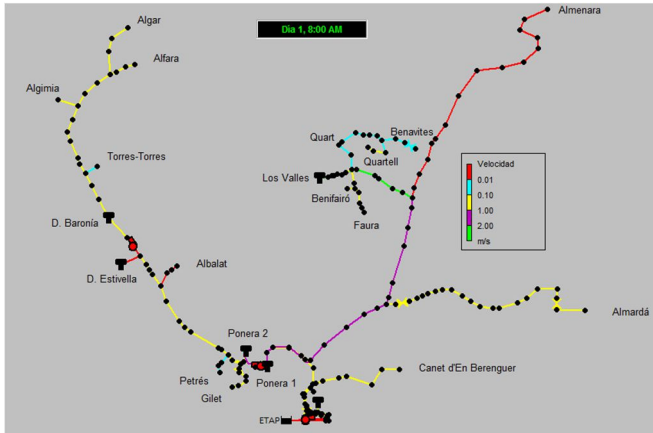 Algar
Almenara
Dia 1, 8:00 AM
Alfara
Algimia
Quart
Benavites
Torres-Torres
Quartell
Velocidad
0.01
0.10
1.00
2.00
m/s
Los Valles
Benifairó
Faura
D. Baronía
D. Estivella
Albalat
Almardá
Ponera 2
Petrés
Ponera 1
Canet d'En Berenguer
Gilet
ETAP